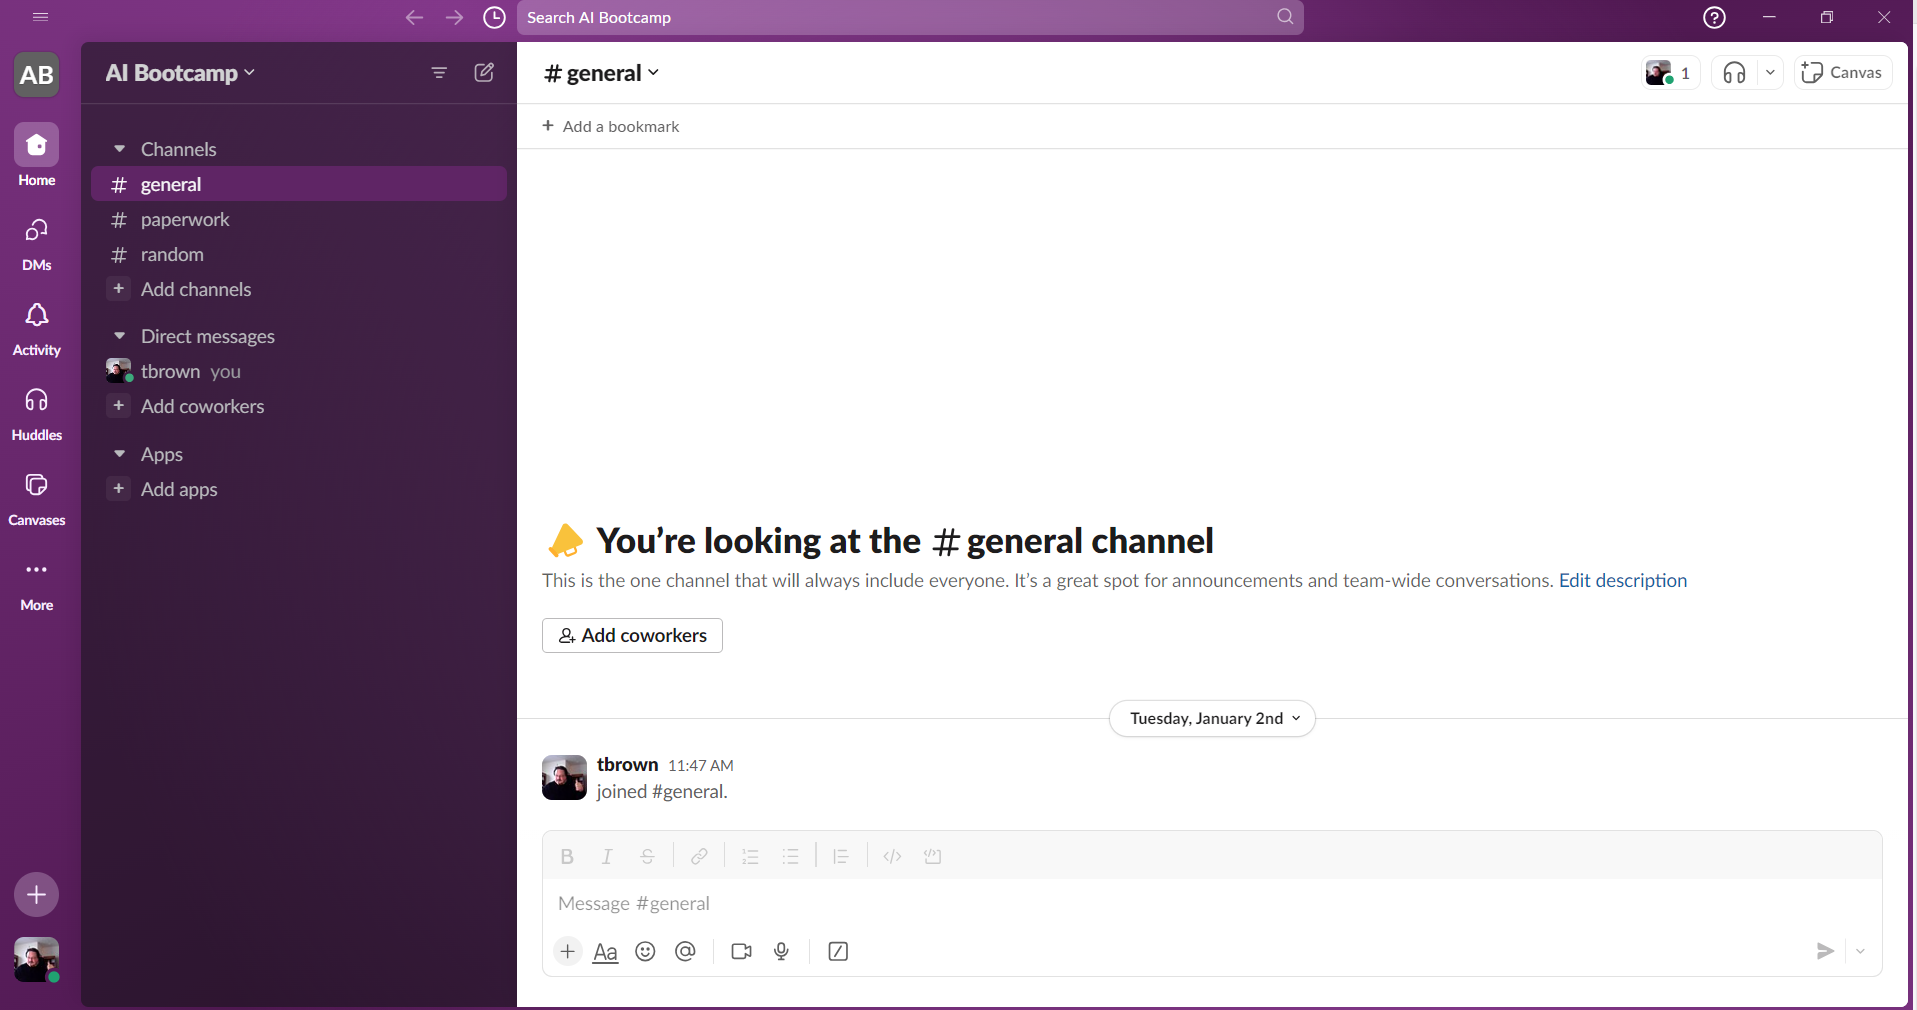 Search AI Bootcamp
AB
Home
DMs
Activity
Huddles
Canvases
More
AI Bootcamp
Channels
# general
# paperwork
# random
+ Add channels
Direct messages
tbrown you
+ Add coworkers
Apps
+ Add apps
# general
1
Canvas
+ Add a bookmark
You’re looking at the # general channel
This is the one channel that will always include everyone. It’s a great spot for announcements and team-wide conversations. Edit description
Add coworkers
Tuesday, January 2nd
tbrown 11:47 AM
joined #general.
B I S
Message #general
+ Aa @